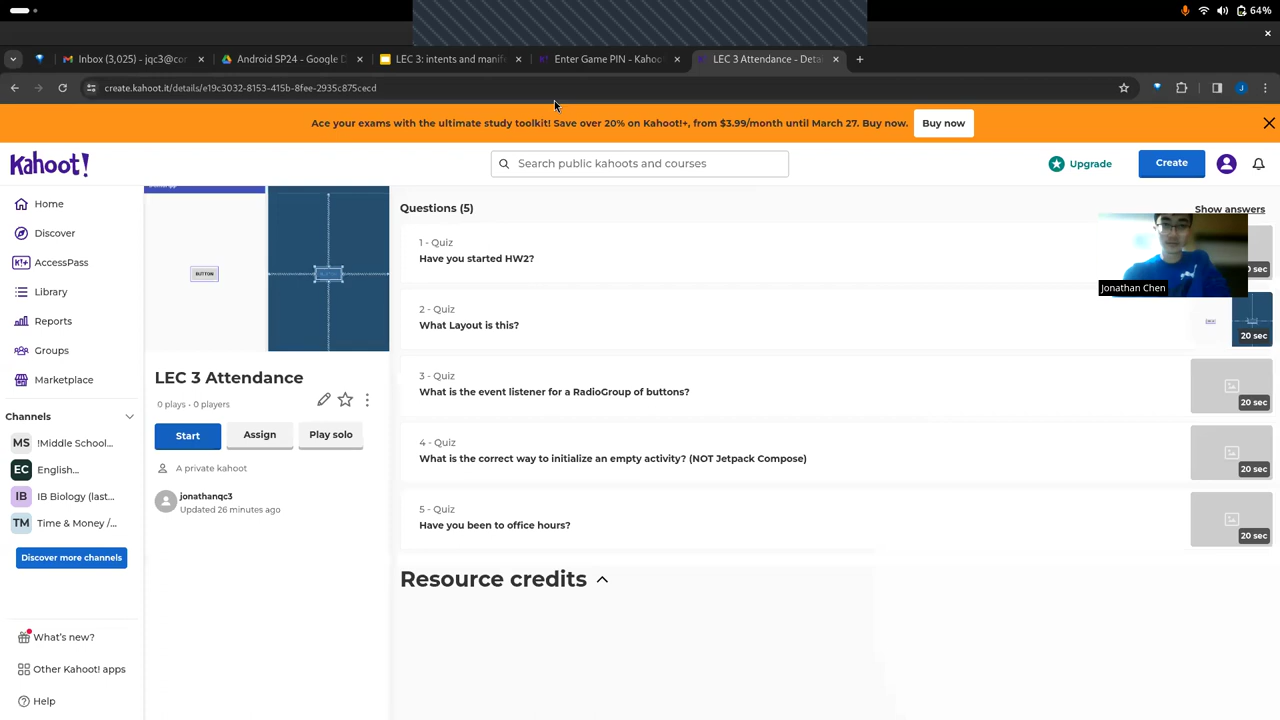 64%
Inbox (3,025) - jqc3@cor
Android SP24 - Google D
LEC 3: intents and manif
Enter Game PIN - Kahoo
LEC 3 Attendance - Deta
create.kahoot.it/details/e19c3032-8153-415b-8fee-2935c875cecd
J
Ace your exams with the ultimate study toolkit! Save over 20% on Kahoot!+, from $3.99/month until March 27. Buy now.
Buy now
Kahoot!
Search public kahoots and courses
Upgrade
Create
Home
Discover
K!+ AccessPass
Library
Reports
Groups
Marketplace
Channels
MS !Middle School...
EC English...
IB IB Biology (last...
TM Time & Money /...
Discover more channels
What's new?
Other Kahoot! apps
Help
BUTTON
LEC 3 Attendance
0 plays · 0 players
Start
Assign
Play solo
A private kahoot
jonathanqc3
Updated 26 minutes ago
Questions (5)
Show answers
1 - Quiz
Have you started HW2?
0 sec
Jonathan Chen
2 - Quiz
What Layout is this?
20 sec
3 - Quiz
What is the event listener for a RadioGroup of buttons?
20 sec
4 - Quiz
What is the correct way to initialize an empty activity? (NOT Jetpack Compose)
20 sec
5 - Quiz
Have you been to office hours?
20 sec
Resource credits